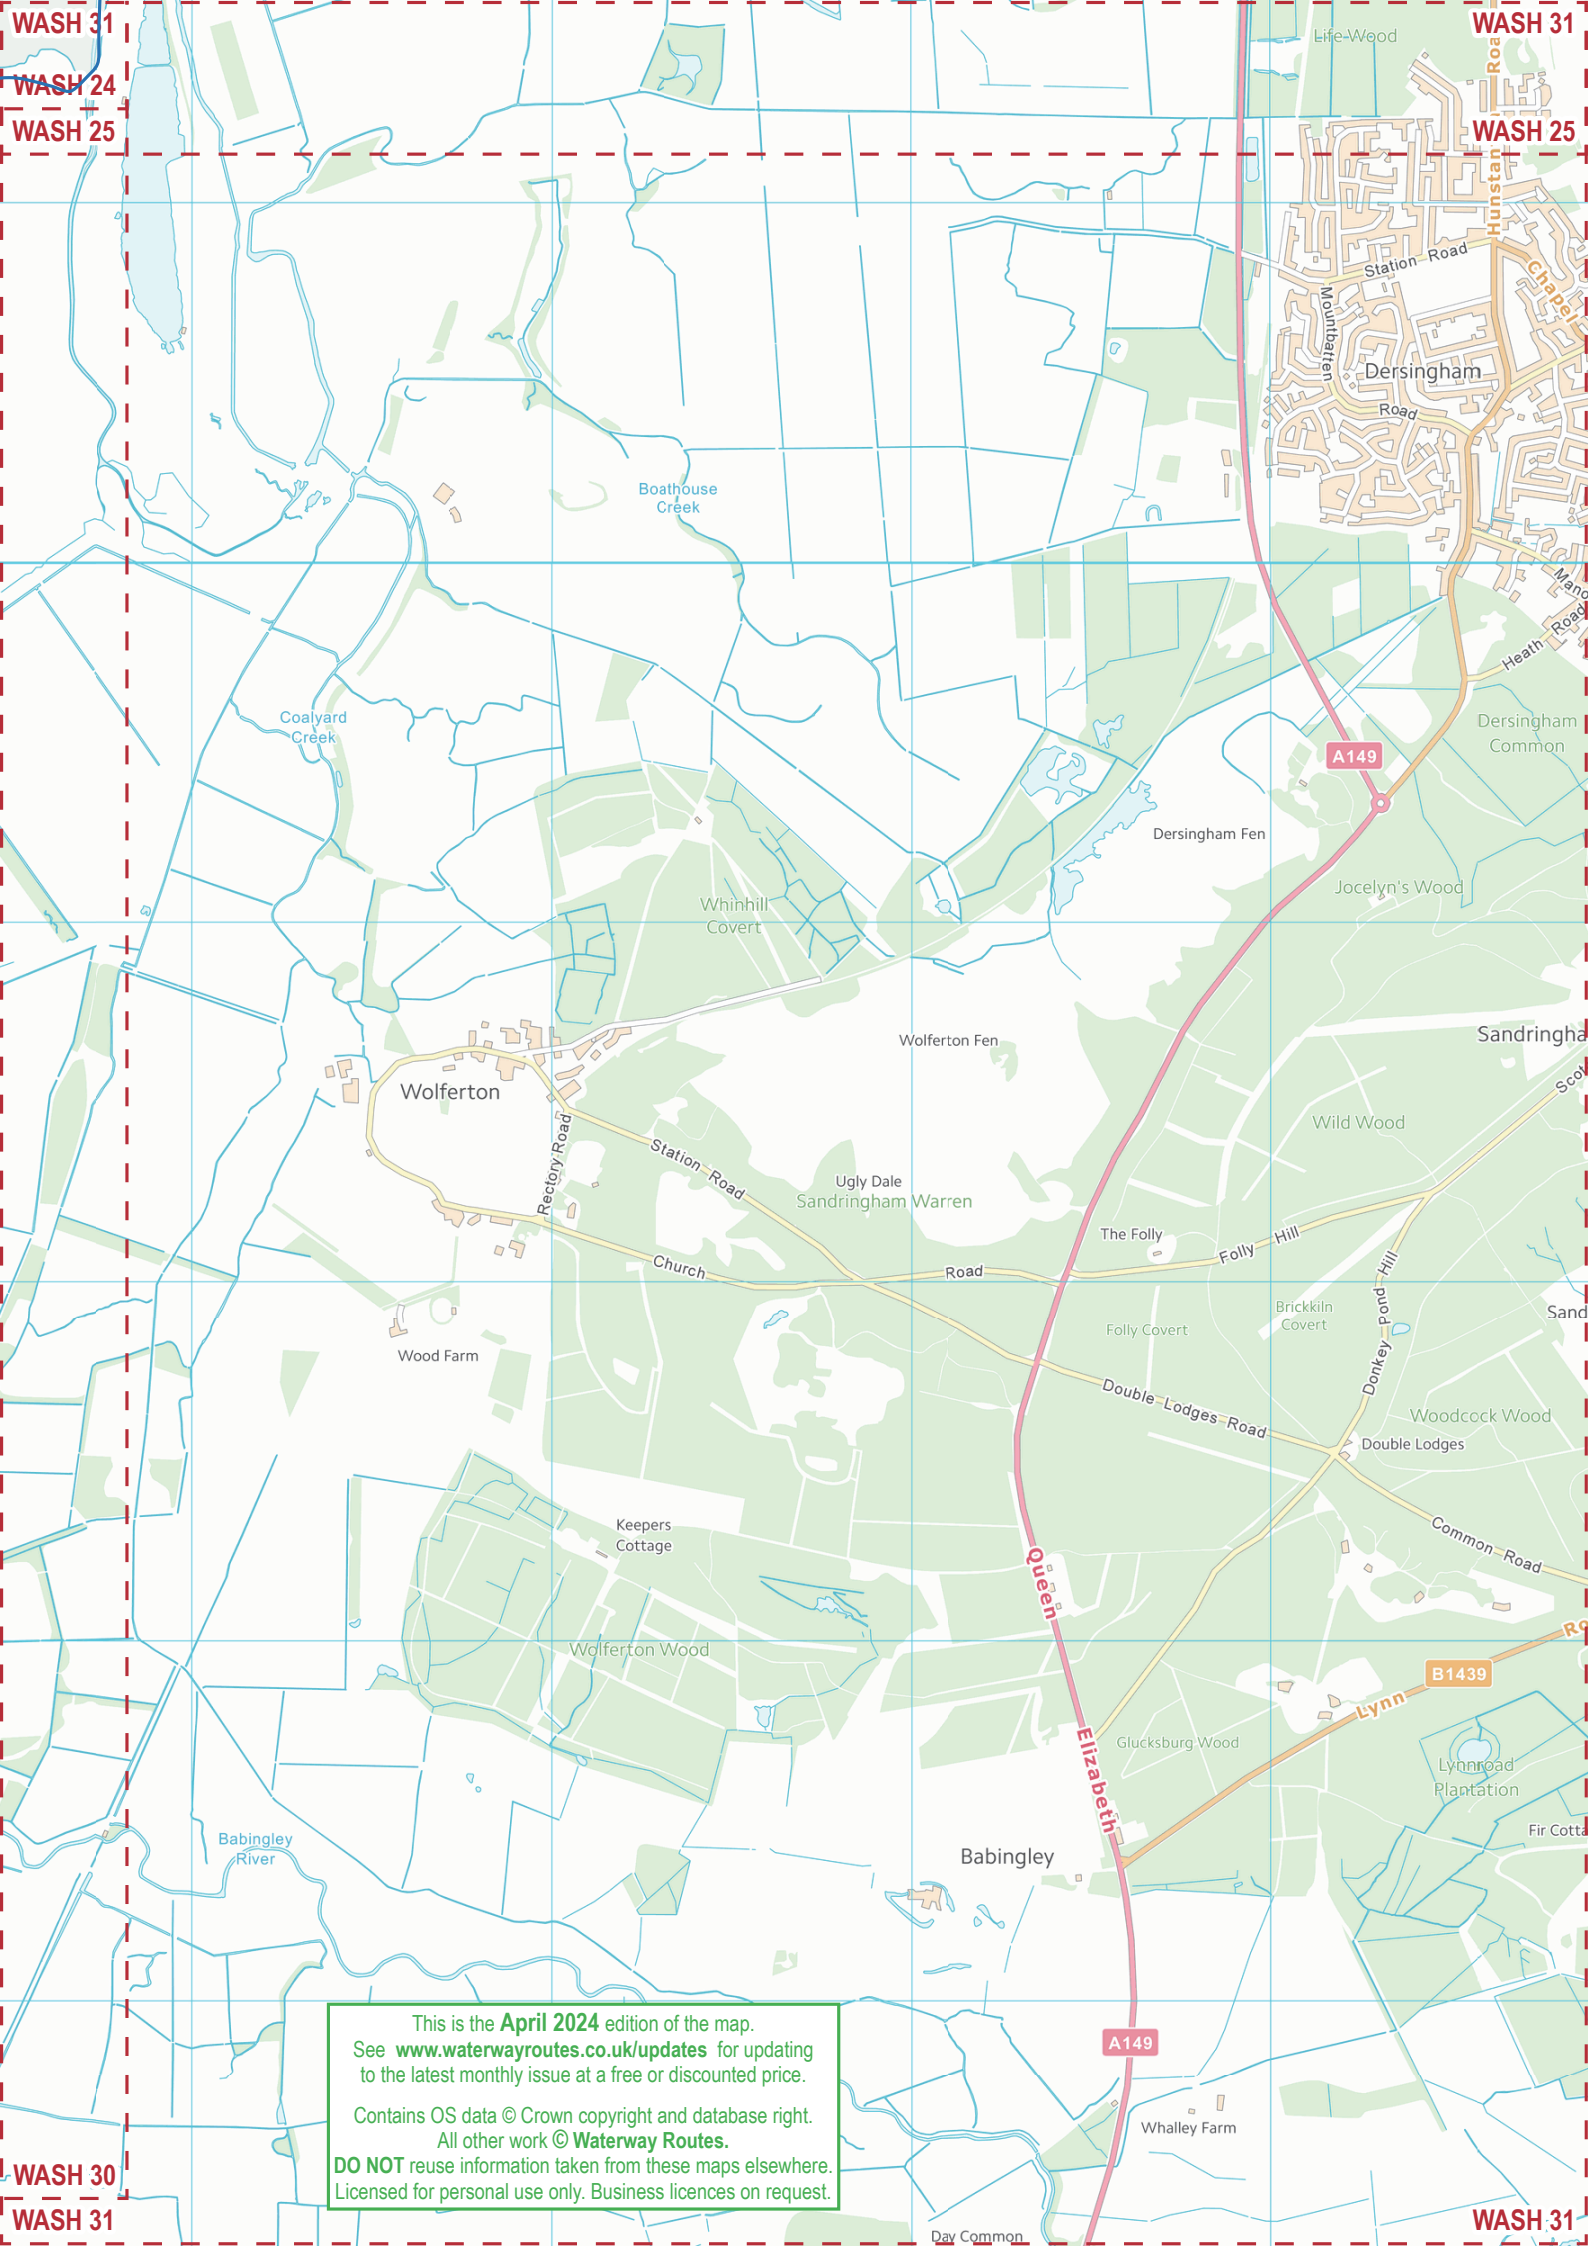 WASH 31
WASH 31
Life Wood
WASH 24
WASH 25
WASH 25
Hunstan
Roa
Station Road
Chapel
Mountbatten
Road
Dersingham
Boathouse
Creek
Mano
Heath Road
Coalyard
Creek
Dersingham
Common
A149
Dersingham Fen
Jocelyn's Wood
Whinhill
Covert
Wolferton Fen
Sandringha
Scot
Wolferton
Wild Wood
Rectory Road
Station Road
Ugly Dale
Sandringham Warren
The Folly
Folly Hill
Church
Road
Brickkiln
Covert
Sand
Folly Covert
Donkey Pond Hill
Wood Farm
Double Lodges Road
Woodcock Wood
Double Lodges
Keepers
Cottage
Common Road
Queen
Elizabeth
Wolferton Wood
Ro
B1439
Lynn
Glucksburg Wood
Lynnroad
Plantation
Babingley
River
Fir Cotta
Babingley
This is the April 2024 edition of the map.
See www.waterwayroutes.co.uk/updates for updating
to the latest monthly issue at a free or discounted price.
Contains OS data © Crown copyright and database right.
All other work © Waterway Routes.
DO NOT reuse information taken from these maps elsewhere.
Licensed for personal use only. Business licences on request.
A149
Whalley Farm
WASH 30
WASH 31
WASH 31
Day Common